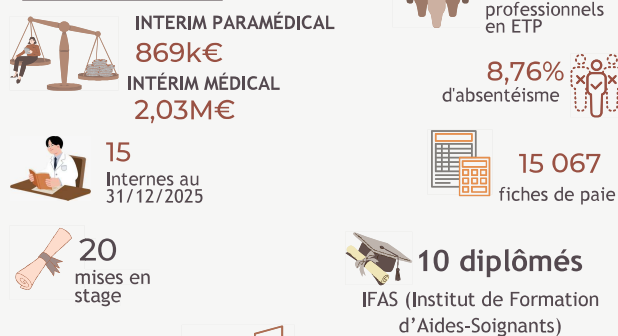 INTERIM PARAMÉDICAL
869k€
INTÉRIM MÉDICAL
2,03M€
15
Internes au
31/12/2025
20
mises en
stage
professionnels
en ETP
8,76%
d'absentéisme
15 067
fiches de paie
10 diplômés
IFAS (Institut de Formation
d'Aides-Soignants)